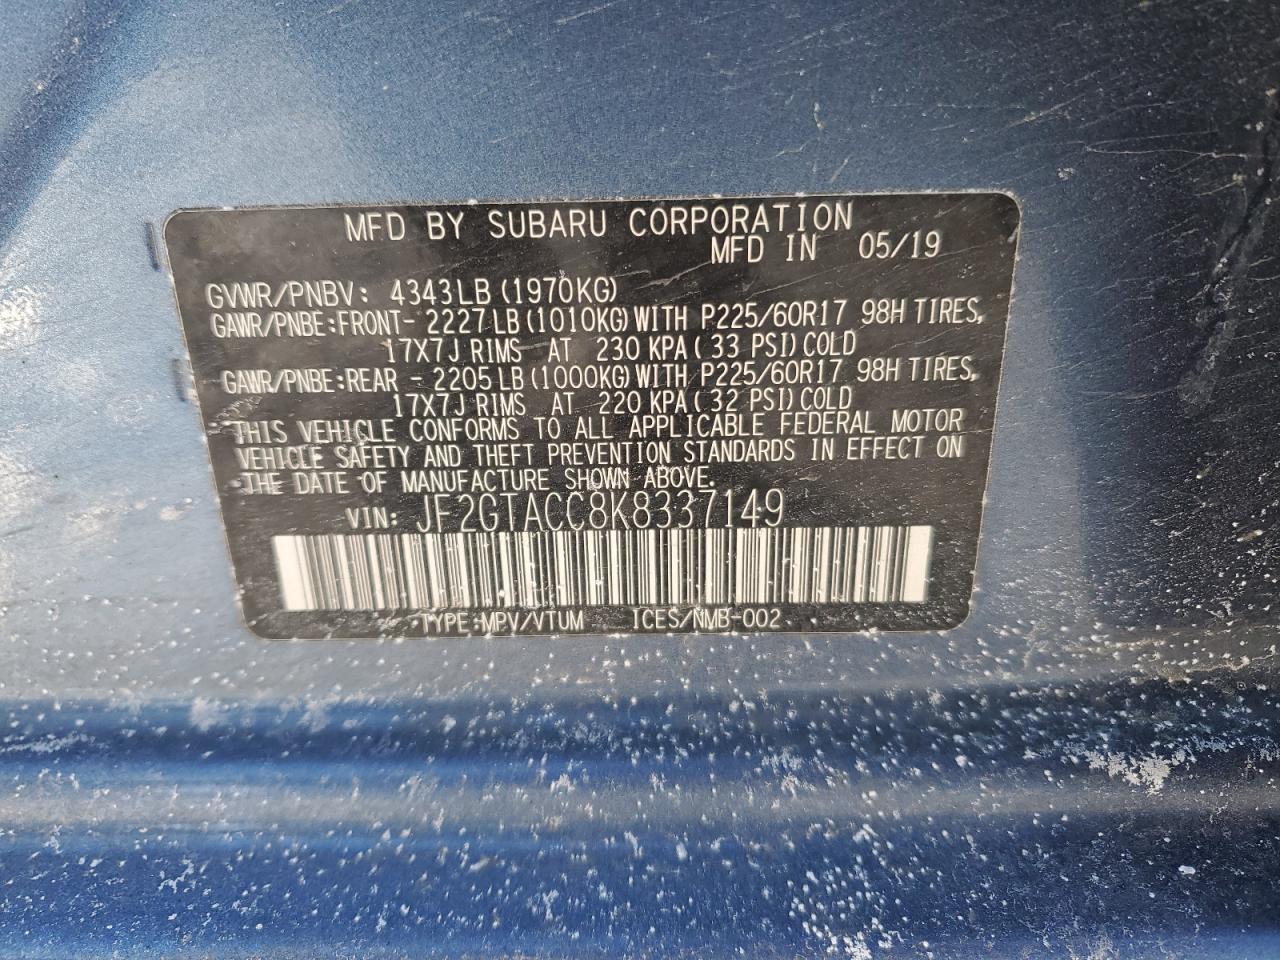 MFD BY SUBARU CORPORATION
MFD IN 05/19
GVWR/PNBV: 4343LB (1970KG)
GAWR/PNBE:FRONT- 2227 LB (1010KG) WITH P225/60R17 98H TIRES,
17X7J RIMS AT 230 KPA ( 33 PSI) COLD
GAWR/PNBE:REAR - 2205 LB (1000KG) WITH P225/60R17 98H TIRES,
17X7J RIMS AT 220 KPA ( 32 PSI) COLD
THIS VEHICLE CONFORMS TO ALL APPLICABLE FEDERAL MOTOR
VEHICLE SAFETY AND THEFT PREVENTION STANDARDS IN EFFECT ON
THE DATE OF MANUFACTURE SHOWN ABOVE.
VIN: JF2GTACC8K8337149
TYPE:MPV/VTUM ICES/NMB-002